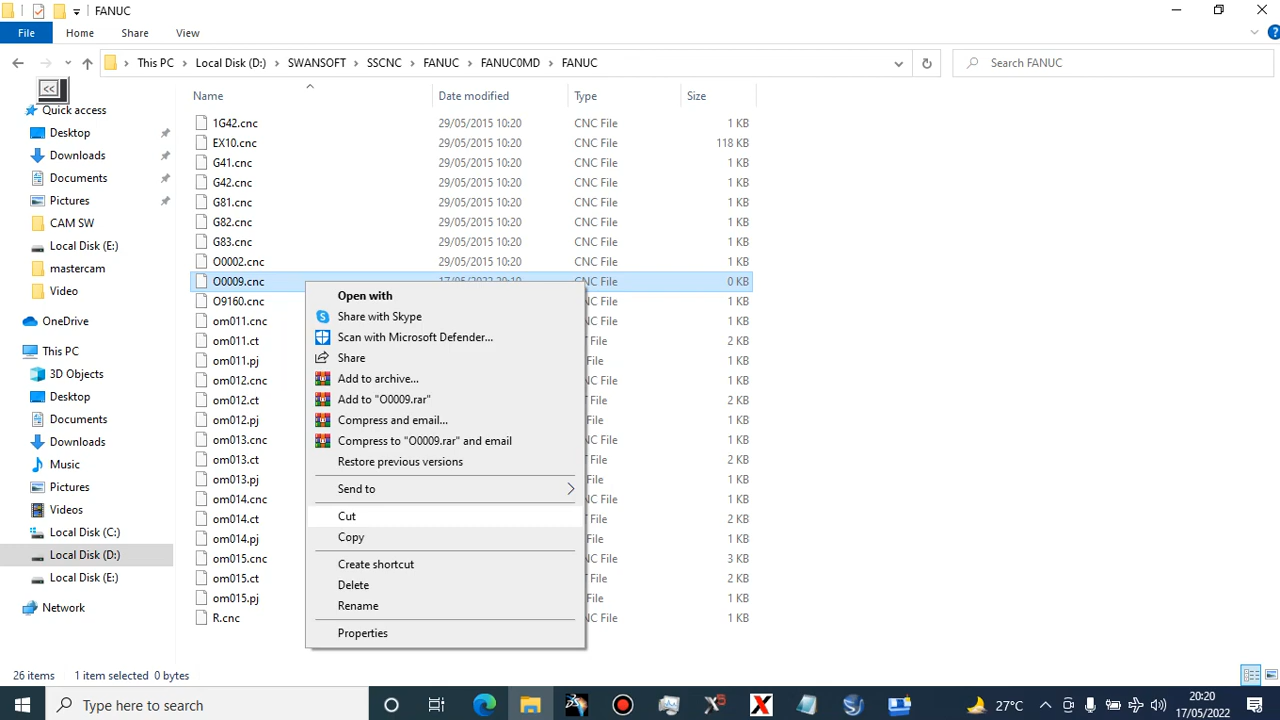 FANUC
File Home Share View
This PC Local Disk (D:) SWANSOFT SSCNC FANUC FANUC0MD FANUC
Search FANUC
<<
Quick access
Desktop
Downloads
Documents
Pictures
CAM SW
Local Disk (E:)
mastercam
Video
OneDrive
This PC
3D Objects
Desktop
Documents
Downloads
Music
Pictures
Videos
Local Disk (C:)
Local Disk (D:)
Local Disk (E:)
Network
Name Date modified Type Size
1G42.cnc 29/05/2015 10:20 CNC File 1 KB
EX10.cnc 29/05/2015 10:20 CNC File 118 KB
G41.cnc 29/05/2015 10:20 CNC File 1 KB
G42.cnc 29/05/2015 10:20 CNC File 1 KB
G81.cnc 29/05/2015 10:20 CNC File 1 KB
G82.cnc 29/05/2015 10:20 CNC File 1 KB
G83.cnc 29/05/2015 10:20 CNC File 1 KB
O0002.cnc 29/05/2015 10:20 CNC File 1 KB
O0009.cnc 0 KB
O9160.cnc 1 KB
om011.cnc 1 KB
om011.ct 2 KB
om011.pj 1 KB
om012.cnc 1 KB
om012.ct 2 KB
om012.pj 1 KB
om013.cnc 1 KB
om013.ct 2 KB
om013.pj 1 KB
om014.cnc 1 KB
om014.ct 2 KB
om014.pj 1 KB
om015.cnc 3 KB
om015.ct 2 KB
om015.pj 1 KB
R.cnc 1 KB
Open with
Share with Skype
Scan with Microsoft Defender...
Share
Add to archive...
Add to "O0009.rar"
Compress and email...
Compress to "O0009.rar" and email
Restore previous versions
Send to
Cut
Copy
Create shortcut
Delete
Rename
Properties
26 items 1 item selected 0 bytes
Type here to search
27°C
20:20
17/05/2022